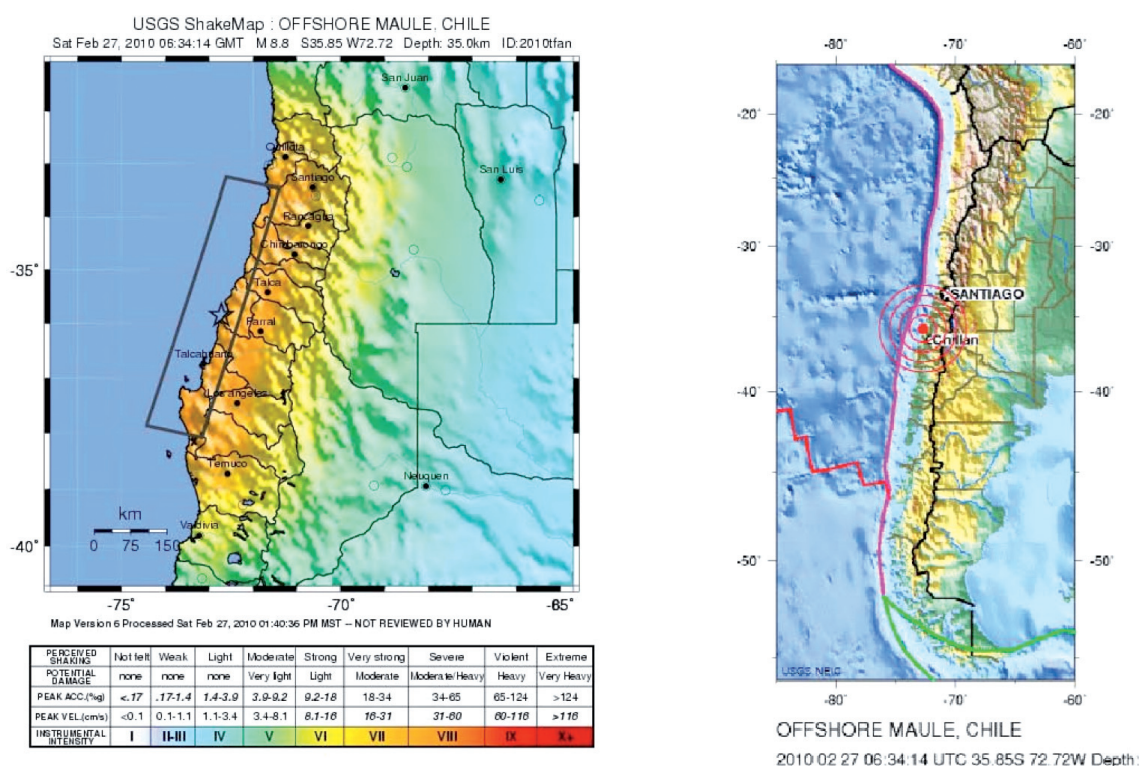 USGS ShakeMap : OFFSHORE MAULE, CHILE
Sat Feb 27, 2010 06:34:14 GMT M 8.8 S35.85 W72.72 Depth: 35.0km ID:2010tfan
San Juan
Quillota
San Luis
Santiago
Rancagua
Chimbarongo
-35°
Talca
Parral
Talcahuano
Los Angeles
Temuco
Neuquen
km
Valdivia
0 75 150
-40°
-75° -70° -65°
Map Version 6 Processed Sat Feb 27, 2010 01:40:36 PM MST -- NOT REVIEWED BY HUMAN
PERCEIVED SHAKING Not felt Weak Light Moderate Strong Very strong Severe Violent Extreme
POTENTIAL DAMAGE none none none Very light Light Moderate Moderate/Heavy Heavy Very Heavy
PEAK ACC.(%g) <.17 .17-1.4 1.4-3.9 3.9-9.2 9.2-18 18-34 34-65 65-124 >124
PEAK VEL.(cm/s) <0.1 0.1-1.1 1.1-3.4 3.4-8.1 8.1-16 16-31 31-60 60-116 >116
INSTRUMENTAL INTENSITY I II-III IV V VI VII VIII IX X+
-80° -70° -60°
-20° -20°
-30° -30°
SANTIAGO
Chillan
-40° -40°
-50° -50°
USGS NEIC
-80° -70° -60°
OFFSHORE MAULE, CHILE
2010 02 27 06:34:14 UTC 35.85S 72.72W Depth: